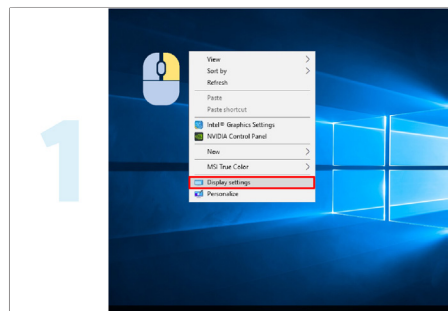 1
View
Sort by
Refresh
Paste
Paste shortcut
Intel® Graphics Settings
NVIDIA Control Panel
New
MSI True Color
Display settings
Personalize